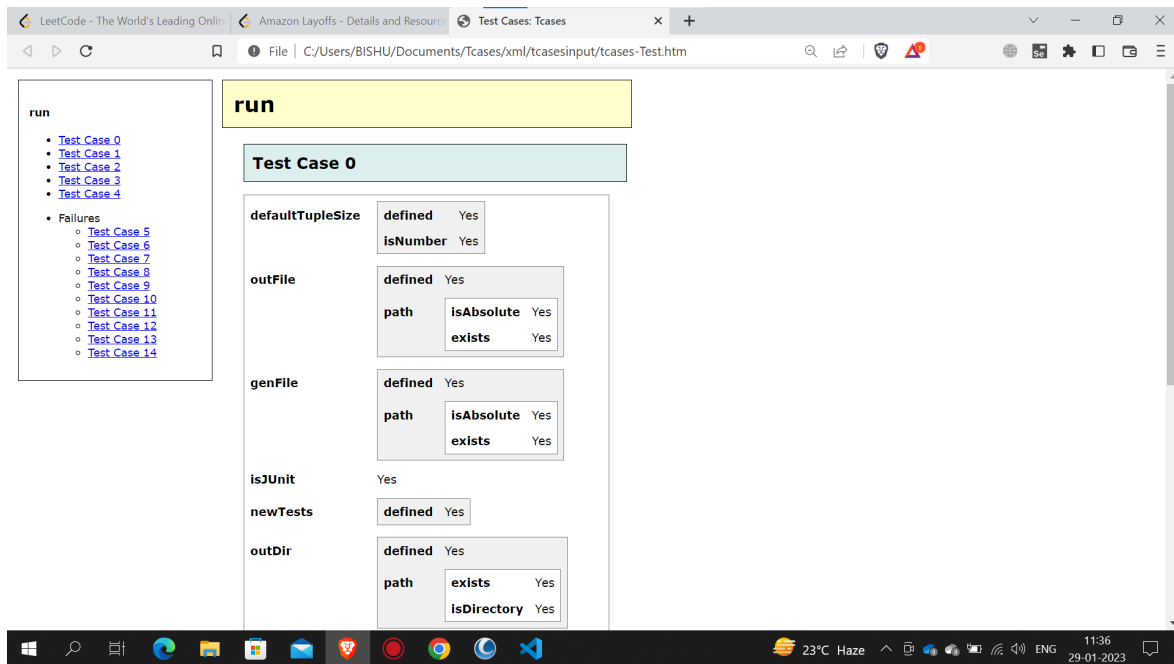 LeetCode - The World's Leading Onlin
Amazon Layoffs - Details and Resourc
Test Cases: Tcases
File | C:/Users/BISHU/Documents/Tcases/xml/tcasesinput/tcases-Test.htm
1
Se
run
Test Case 0
Test Case 1
Test Case 2
Test Case 3
Test Case 4
Failures
Test Case 5
Test Case 6
Test Case 7
Test Case 8
Test Case 9
Test Case 10
Test Case 11
Test Case 12
Test Case 13
Test Case 14
run
Test Case 0
defaultTupleSize defined Yes
isNumber Yes
outFile defined Yes
path isAbsolute Yes
exists Yes
genFile defined Yes
path isAbsolute Yes
exists Yes
isJUnit Yes
newTests defined Yes
outDir defined Yes
path exists Yes
isDirectory Yes
23°C Haze
ENG
11:36
29-01-2023